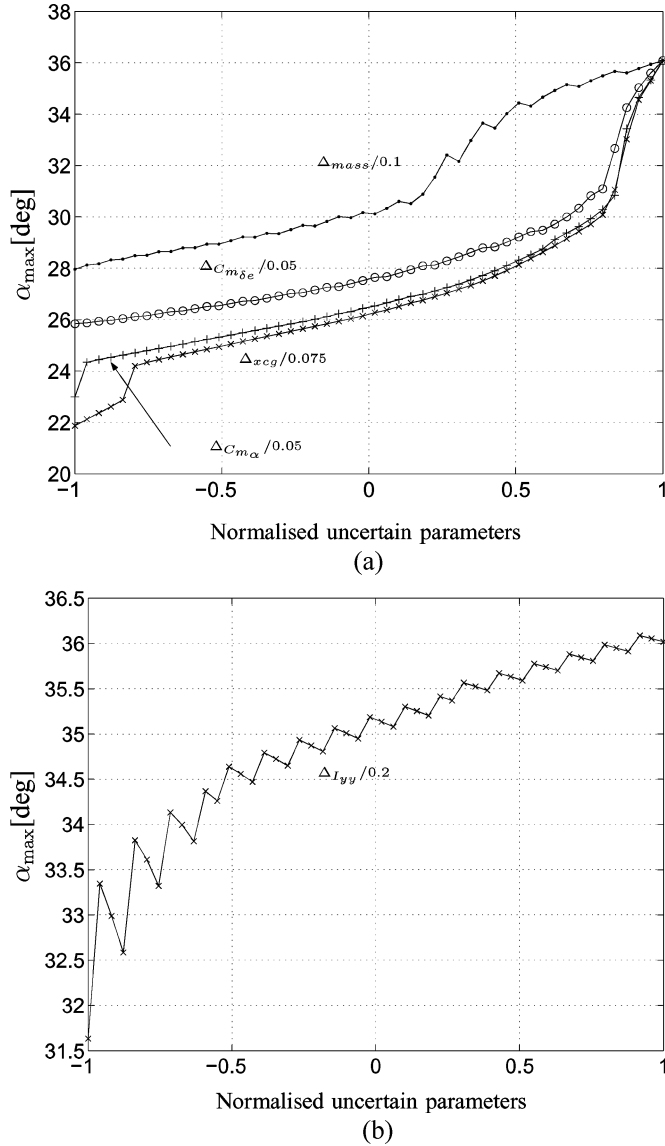 38
36
34
32
30
28
26
24
22
20
α_max[deg]
Δ_mass/0.1
Δ_C_m_δe/0.05
Δ_xcg/0.075
Δ_C_m_α/0.05
−1
−0.5
0
0.5
1
Normalised uncertain parameters
(a)
36.5
36
35.5
35
34.5
34
33.5
33
32.5
32
31.5
α_max[deg]
Δ_I_yy/0.2
−1
−0.5
0
0.5
1
Normalised uncertain parameters
(b)